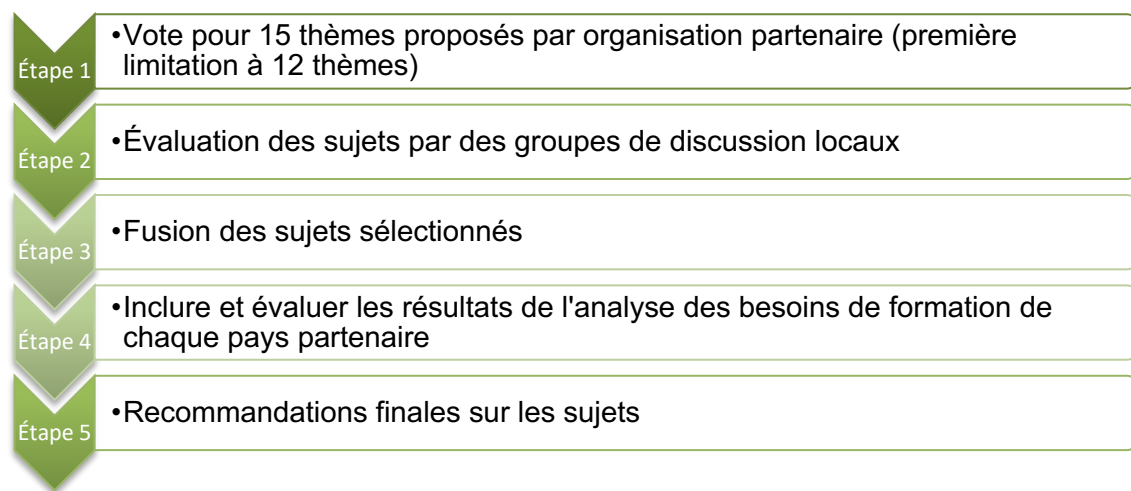 Étape 1
•Vote pour 15 thèmes proposés par organisation partenaire (première
limitation à 12 thèmes)
Étape 2
•Évaluation des sujets par des groupes de discussion locaux
Étape 3
•Fusion des sujets sélectionnés
Étape 4
•Inclure et évaluer les résultats de l'analyse des besoins de formation de
chaque pays partenaire
Étape 5
•Recommandations finales sur les sujets